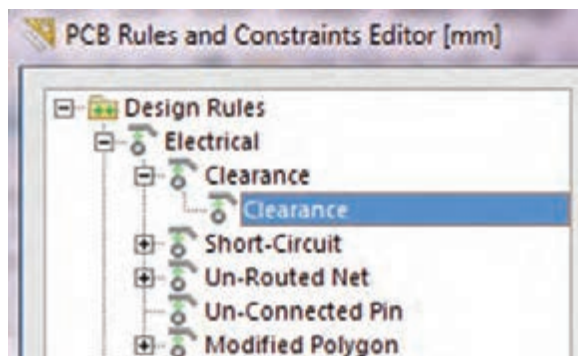 PCB Rules and Constraints Editor [mm]
Design Rules
Electrical
Clearance
Clearance
Short-Circuit
Un-Routed Net
Un-Connected Pin
Modified Polygon